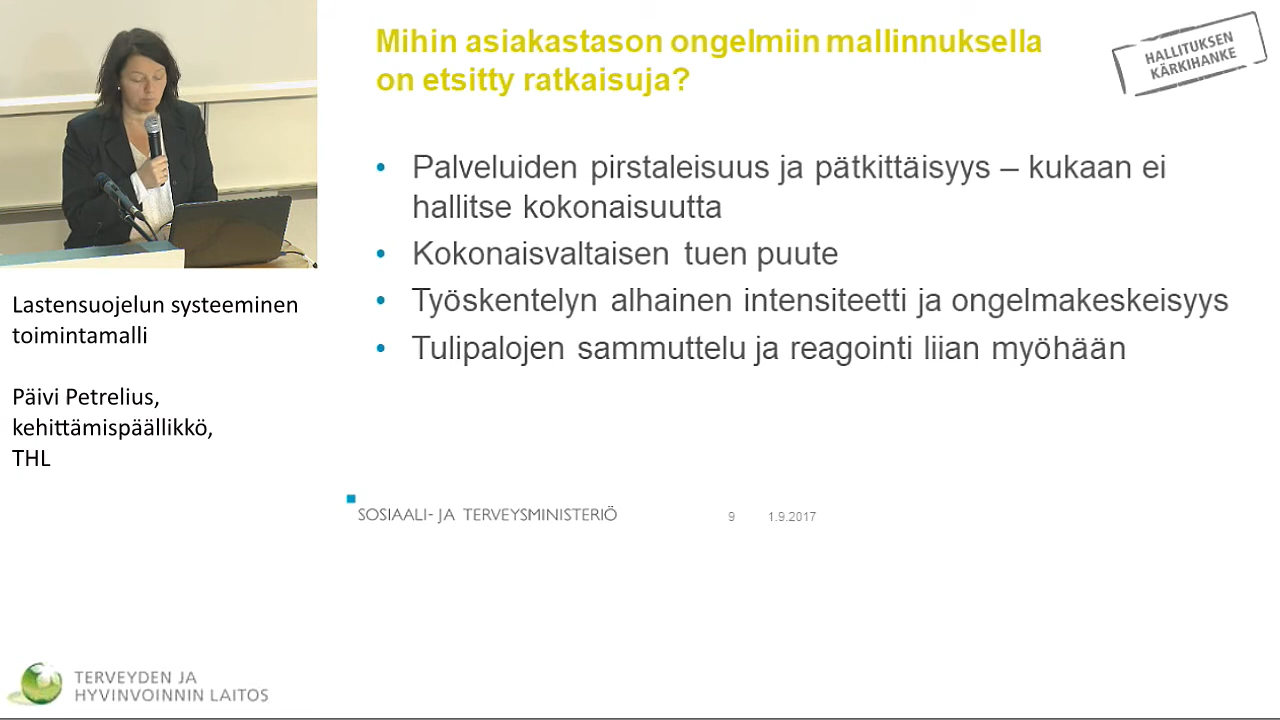 Mihin asiakastason ongelmiin mallinnuksella
on etsitty ratkaisuja?
HALLITUKSEN
KÄRKIHANKE
• Palveluiden pirstaleisuus ja pätkittäisyys – kukaan ei
hallitse kokonaisuutta
• Kokonaisvaltaisen tuen puute
• Työskentelyn alhainen intensiteetti ja ongelmakeskeisyys
• Tulipalojen sammuttelu ja reagointi liian myöhään
Lastensuojelun systeeminen
toimintamalli
Päivi Petrelius,
kehittämispäällikkö,
THL
SOSIAALI- JA TERVEYSMINISTERIÖ 9 1.9.2017
TERVEYDEN JA
HYVINVOINNIN LAITOS